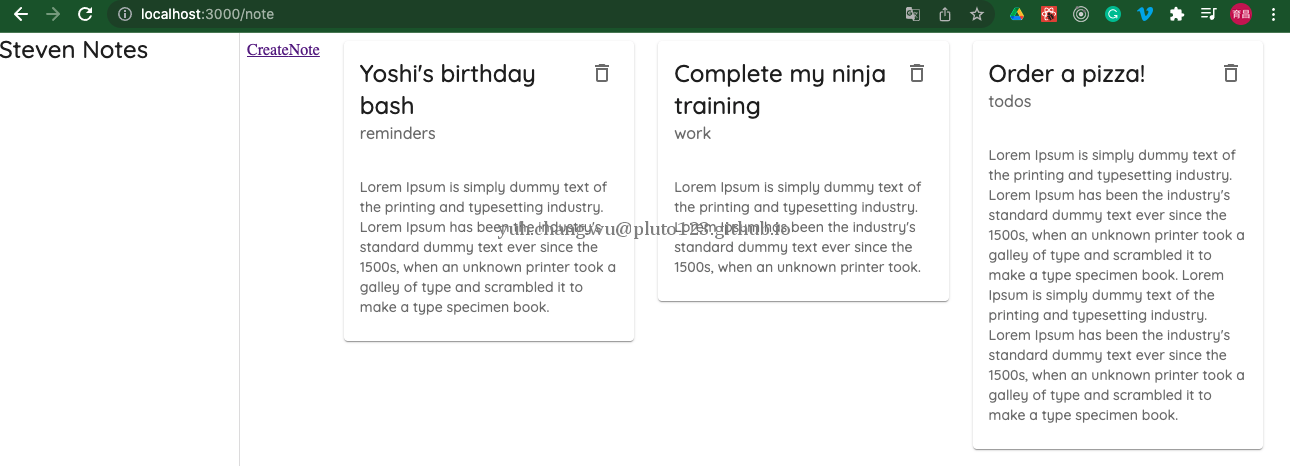 localhost:3000/note
育昌
Steven Notes
CreateNote
Yoshi's birthday
bash
reminders
Lorem Ipsum is simply dummy text of
the printing and typesetting industry.
Lorem Ipsum has been the industry's
standard dummy text ever since the
1500s, when an unknown printer took a
galley of type and scrambled it to
make a type specimen book.
Complete my ninja
training
work
Lorem Ipsum is simply dummy text of
the printing and typesetting industry.
Lorem Ipsum has been the industry's
standard dummy text ever since the
1500s, when an unknown printer took.
Order a pizza!
todos
Lorem Ipsum is simply dummy text of
the printing and typesetting industry.
Lorem Ipsum has been the industry's
standard dummy text ever since the
1500s, when an unknown printer took a
galley of type and scrambled it to
make a type specimen book. Lorem
Ipsum is simply dummy text of the
printing and typesetting industry.
Lorem Ipsum has been the industry's
standard dummy text ever since the
1500s, when an unknown printer took a
galley of type and scrambled it to
make a type specimen book.
yuh.chang.wu@pluto123.github.io